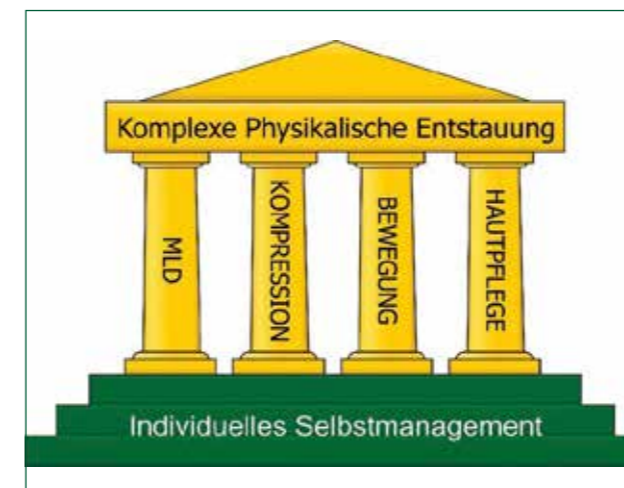 Komplexe Physikalische Entstauung
MLD
KOMPRESSION
BEWEGUNG
HAUTPFLEGE
Individuelles Selbstmanagement